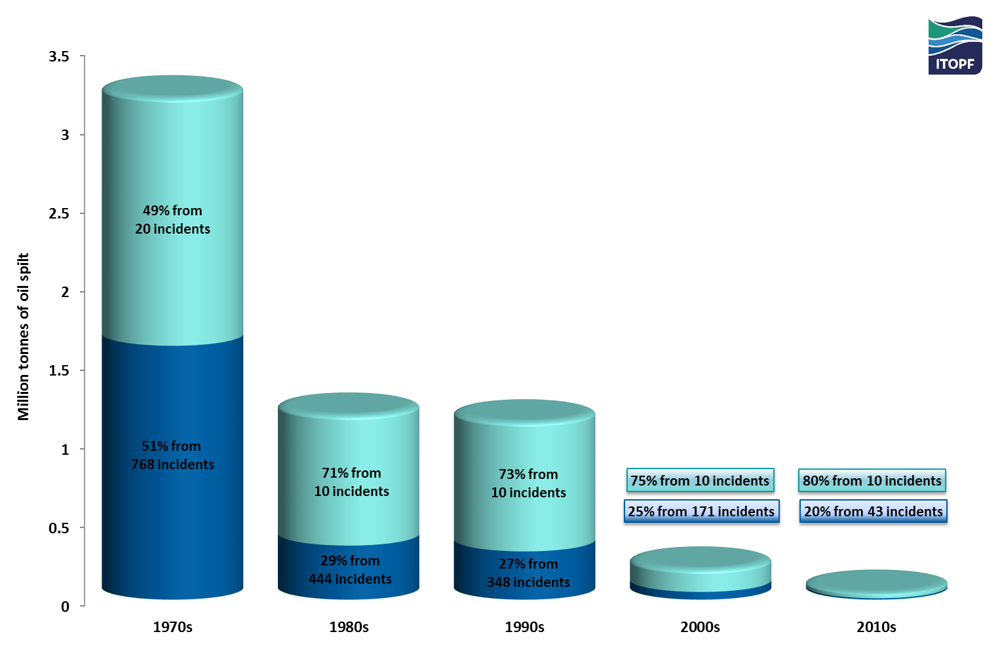 ITOPF
Million tonnes of oil spilt
3.5
3
2.5
2
1.5
1
0.5
0
49% from
20 incidents
51% from
768 incidents
71% from
10 incidents
29% from
444 incidents
73% from
10 incidents
27% from
348 incidents
75% from 10 incidents
25% from 171 incidents
80% from 10 incidents
20% from 43 incidents
1970s
1980s
1990s
2000s
2010s